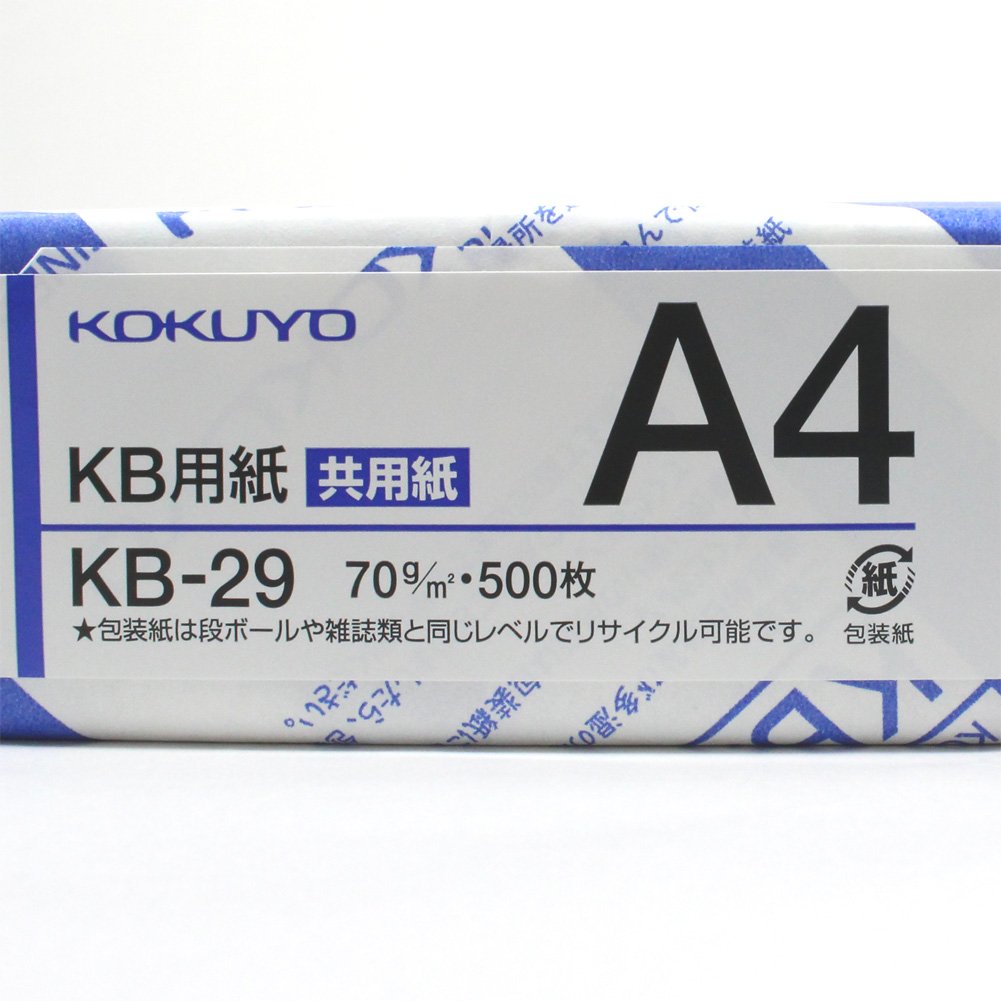 KOKUYO
A4
KB用紙 共用紙
KB-29 70g/m²・500枚
★包装紙は段ボールや雑誌類と同じレベルでリサイクル可能です。
紙
包装紙